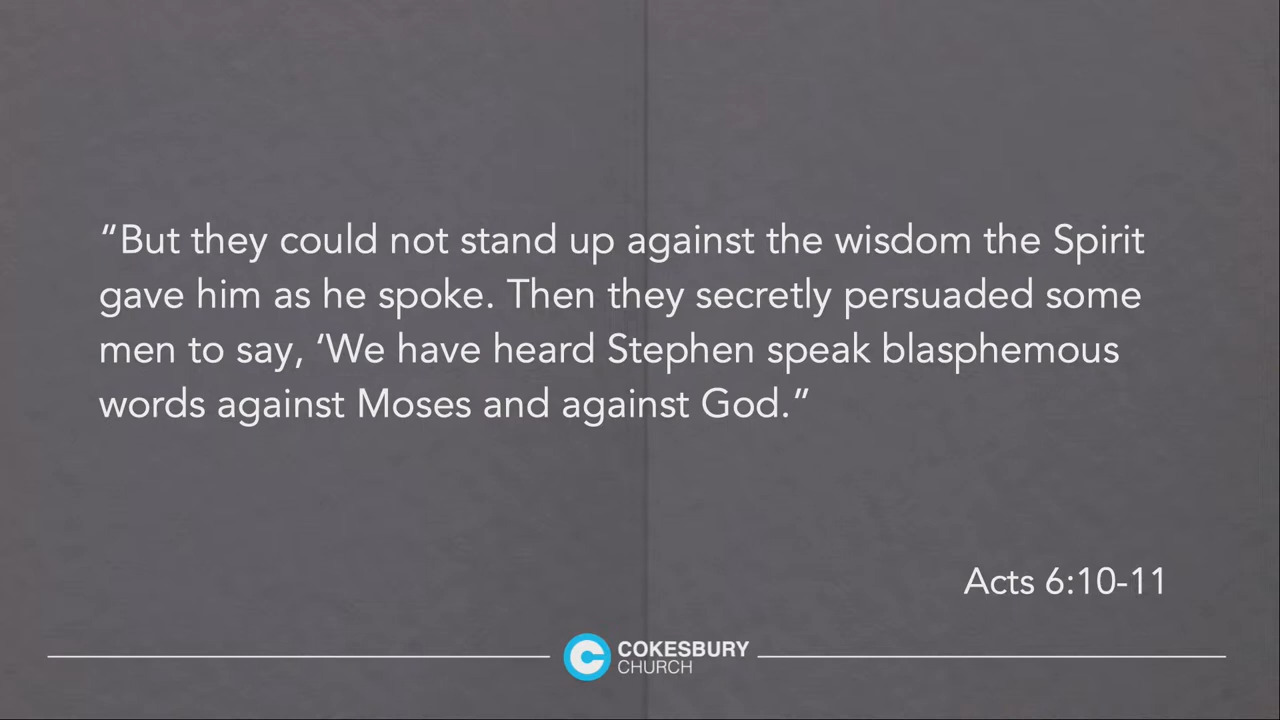 “But they could not stand up against the wisdom the Spirit
gave him as he spoke. Then they secretly persuaded some
men to say, ‘We have heard Stephen speak blasphemous
words against Moses and against God.”
Acts 6:10-11
COKESBURY
CHURCH